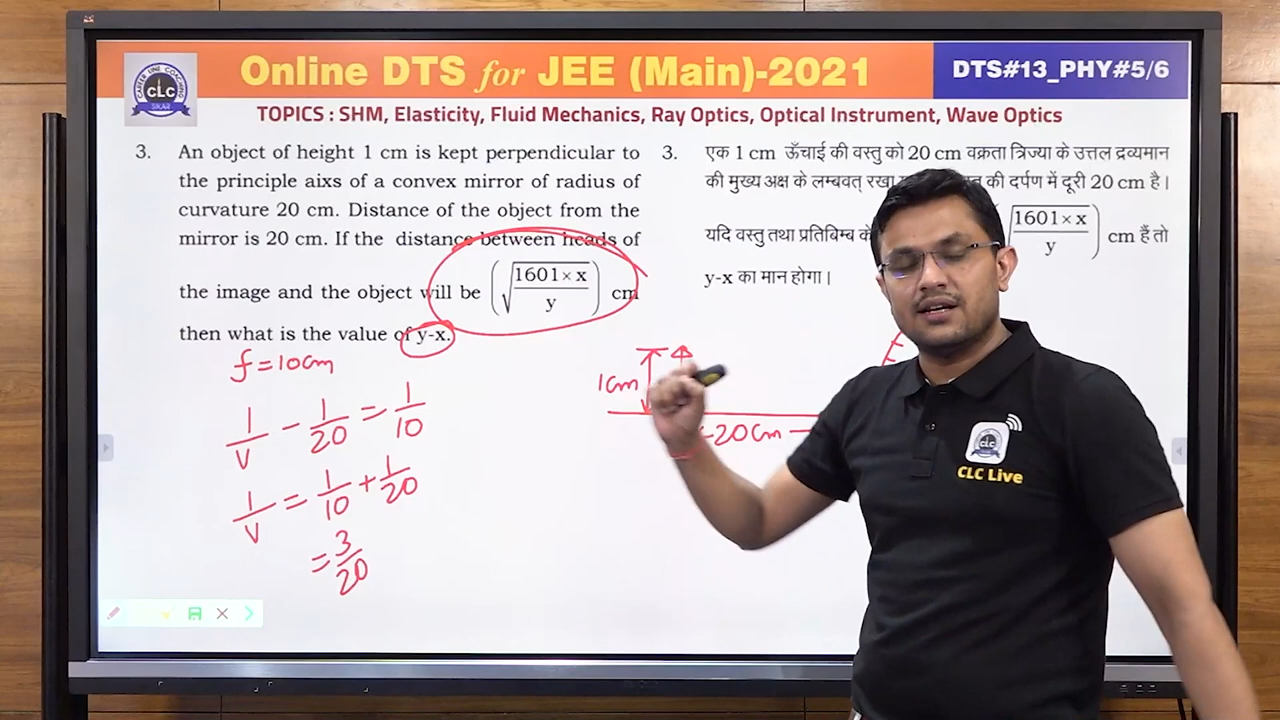 Online DTS for JEE (Main)-2021
DTS#13_PHY#5/6
CLC
SIKAR
TOPICS : SHM, Elasticity, Fluid Mechanics, Ray Optics, Optical Instrument, Wave Optics
3. An object of height 1 cm is kept perpendicular to
the principle aixs of a convex mirror of radius of
curvature 20 cm. Distance of the object from the
mirror is 20 cm. If the distance between heads of
the image and the object will be (√(1601×x)/y) cm
then what is the value of y-x.
3. एक 1 cm ऊँचाई की वस्तु को 20 cm वक्रता त्रिज्या के उत्तल द्रव्यमान
की मुख्य अक्ष के लम्बवत् रखा की दर्पण में दूरी 20 cm है।
यदि वस्तु तथा प्रतिबिम्ब के √(1601×x)/y) cm हैं तो
y-x का मान होगा।
f = 10cm
1/v - 1/20 = 1/10
1/v = 1/10 + 1/20
= 3/20
1cm
20cm
CLC
CLC Live